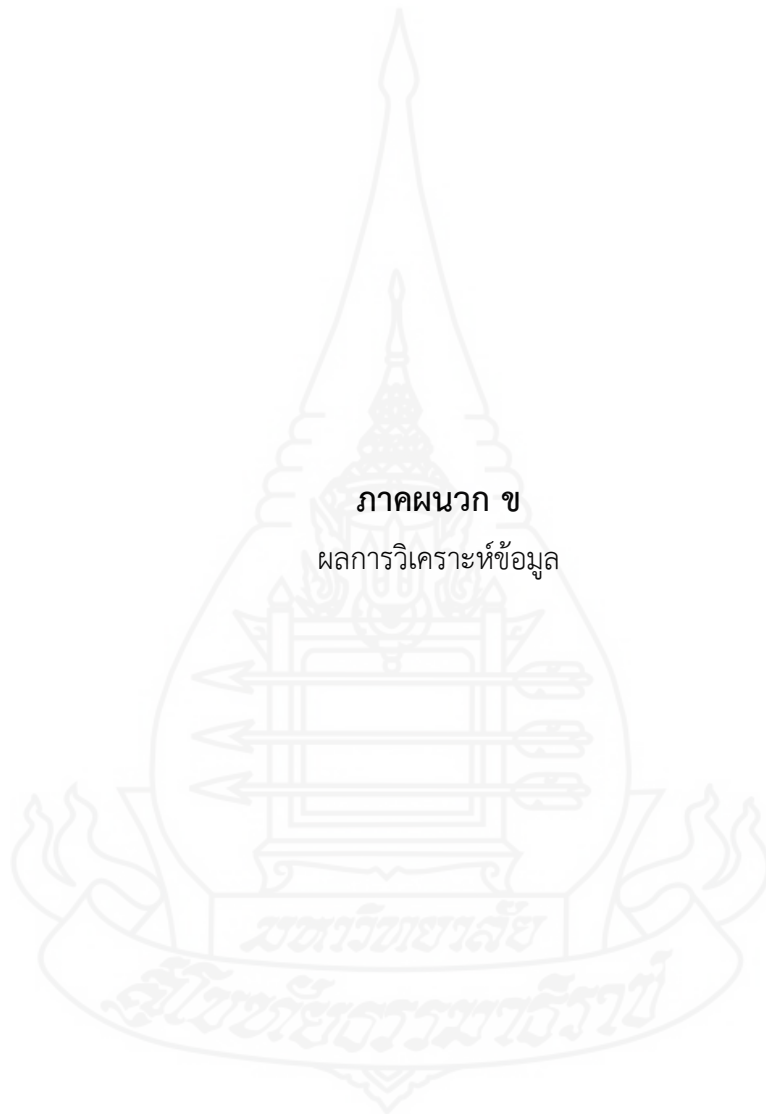 ภาคผนวก ข
ผลการวิเคราะห์ข้อมูล
มหาวิทยาลัย
สุโขทัยธรรมาธิราช